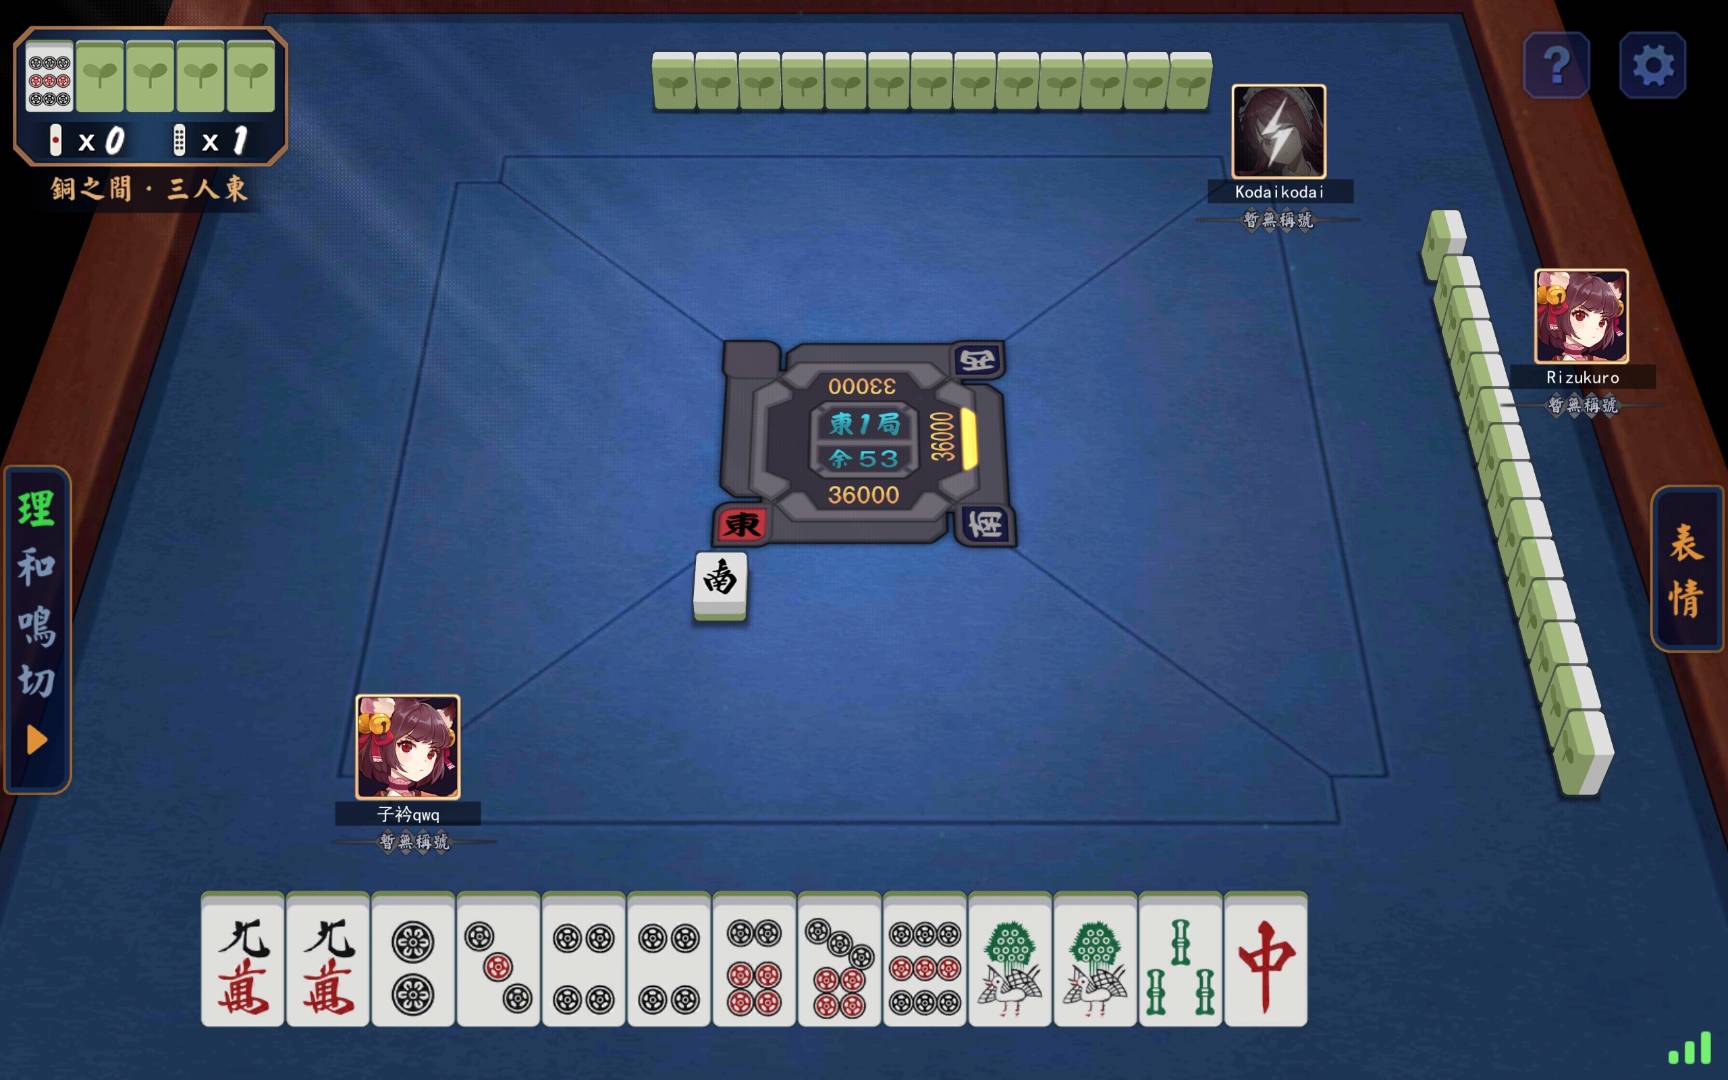 x 0
x 1
銅之間·三人東
?
Kodaikodai
暫無稱號
Rizukuro
暫無稱號
西
33000
東1局
余53
36000
36000
東
南
南
理
和
鳴
切
表
情
子衿qwq
暫無稱號
九萬
九萬
中